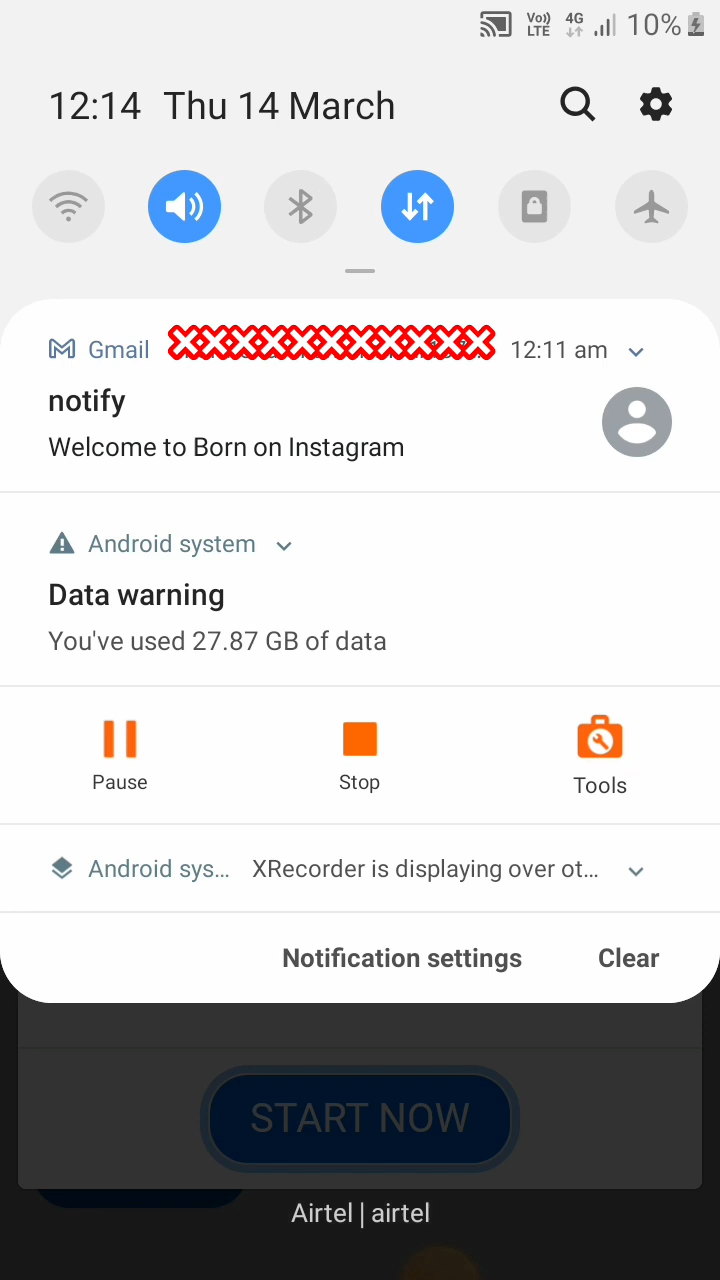 Vo)) LTE 4G 10%
12:14 Thu 14 March
Gmail 12:11 am
notify
Welcome to Born on Instagram
Android system
Data warning
You've used 27.87 GB of data
Pause Stop Tools
Android sys... XRecorder is displaying over ot...
Notification settings Clear
START NOW
Airtel | airtel